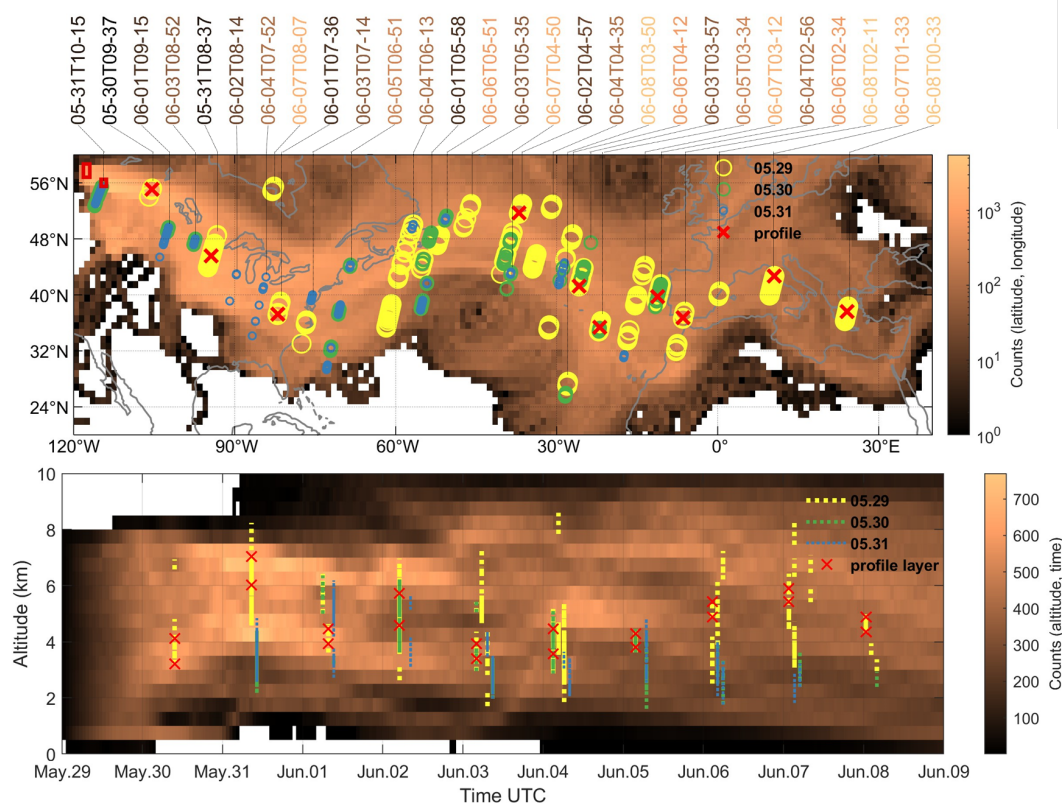 05-31T10-15
05-30T09-37
06-01T09-15
06-03T08-52
05-31T08-37
06-02T08-14
06-04T07-52
06-07T08-07
06-01T07-36
06-03T07-14
06-05T06-51
06-04T06-13
06-01T05-58
06-06T05-51
06-03T05-35
06-07T04-50
06-02T04-57
06-04T04-35
06-08T03-50
06-06T04-12
06-03T03-57
06-05T03-34
06-07T03-12
06-04T02-56
06-06T02-34
06-08T02-11
06-07T01-33
06-08T00-33
56°N
48°N
40°N
32°N
24°N
120°W
90°W
60°W
30°W
0°
30°E
05.29
05.30
05.31
profile
10³
10²
10¹
10⁰
Counts (latitude, longitude)
10
8
6
4
2
0
Altitude (km)
05.29
05.30
05.31
profile layer
May.29
May.30
May.31
Jun.01
Jun.02
Jun.03
Jun.04
Jun.05
Jun.06
Jun.07
Jun.08
Jun.09
Time UTC
700
600
500
400
300
200
100
Counts (altitude, time)